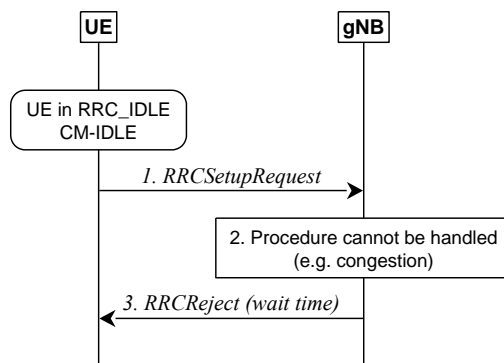 UE
gNB
UE in RRC_IDLE
CM-IDLE
1. RRCSetupRequest
2. Procedure cannot be handled
(e.g. congestion)
3. RRCReject (wait time)